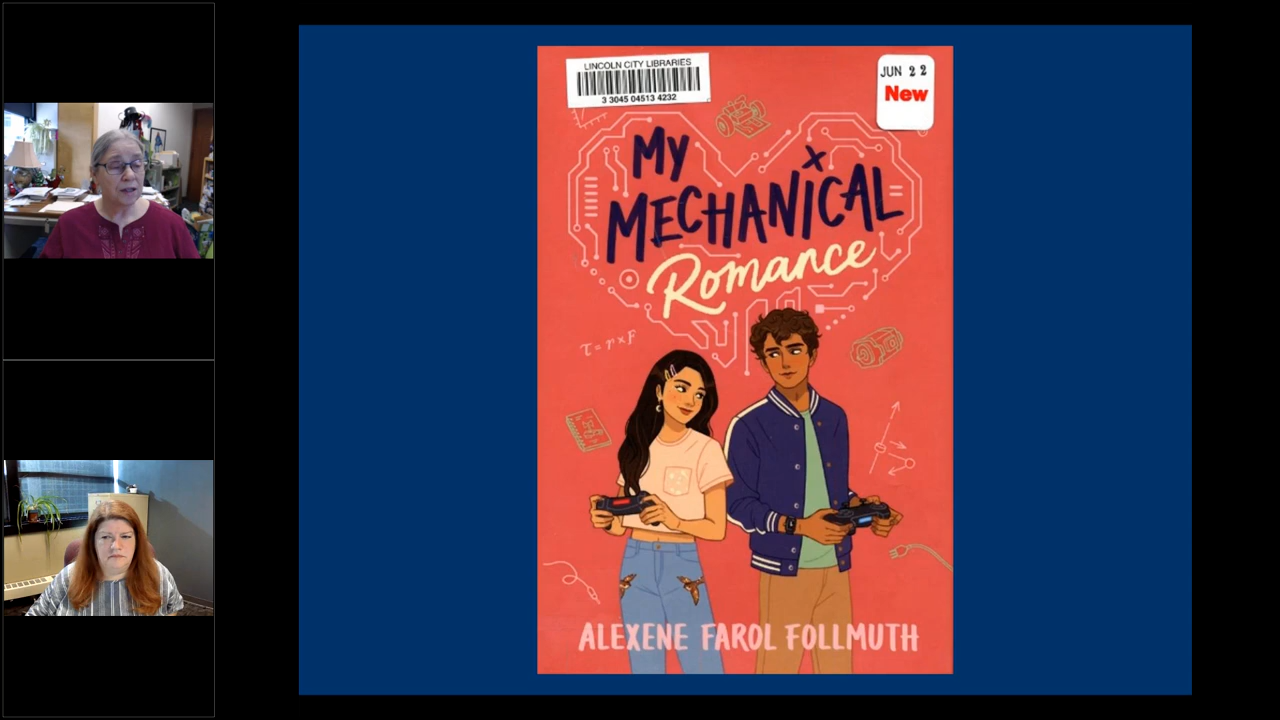 LINCOLN CITY LIBRARIES
3 3045 04513 4232
JUN 22
New
MY
MECHANICAL
Romance
τ = r × F
ALEXENE FAROL FOLLMUTH